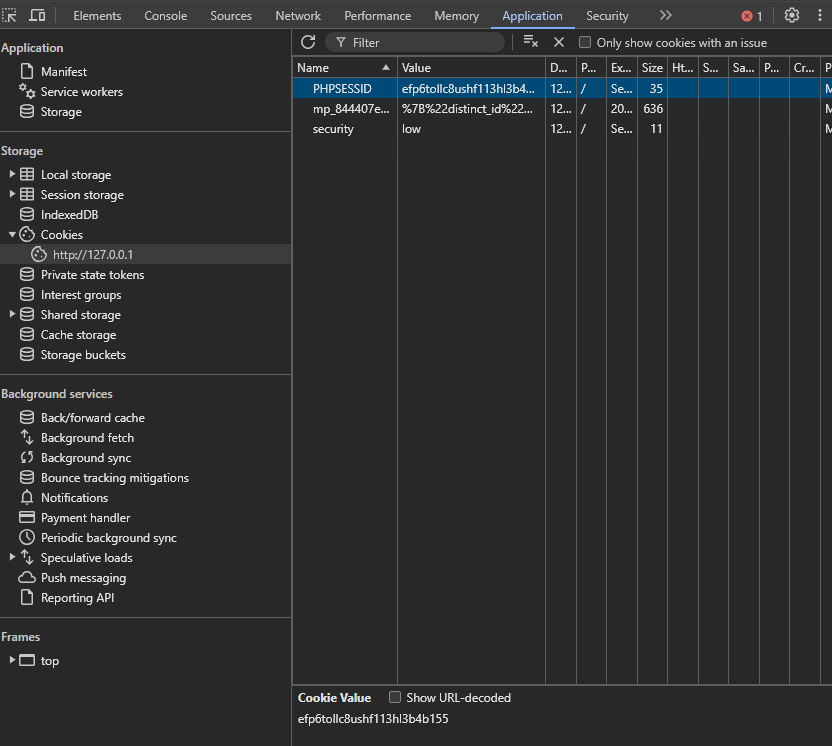 Elements Console Sources Network Performance Memory Application Security 1
Application
Manifest
Service workers
Storage
Storage
Local storage
Session storage
IndexedDB
Cookies
http://127.0.0.1
Private state tokens
Interest groups
Shared storage
Cache storage
Storage buckets
Background services
Back/forward cache
Background fetch
Background sync
Bounce tracking mitigations
Notifications
Payment handler
Periodic background sync
Speculative loads
Push messaging
Reporting API
Frames
top
Filter Only show cookies with an issue
Name Value D... P... Ex... Size Ht... S... Sa... P... Cr... P
PHPSESSID efp6tollc8ushf113hl3b4... 12... / Se... 35 M
mp_844407e... %7B%22distinct_id%22... 12... / 20... 636 M
security low 12... / Se... 11 M
Cookie Value Show URL-decoded
efp6tollc8ushf113hl3b4b155